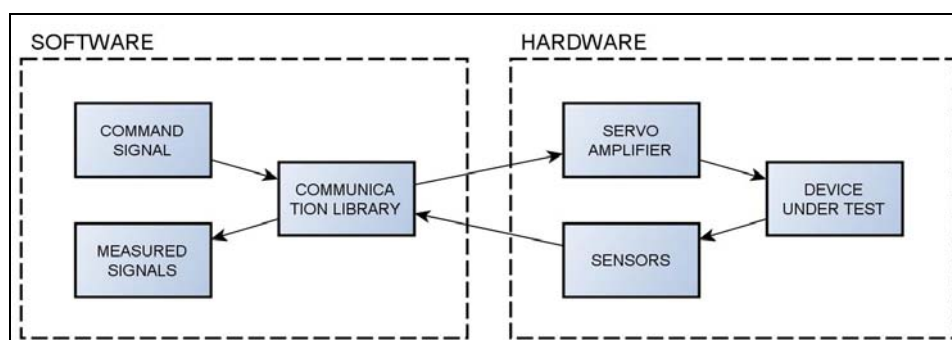 SOFTWARE
COMMAND
SIGNAL
COMMUNICA
TION LIBRARY
MEASURED
SIGNALS
HARDWARE
SERVO
AMPLIFIER
DEVICE
UNDER TEST
SENSORS